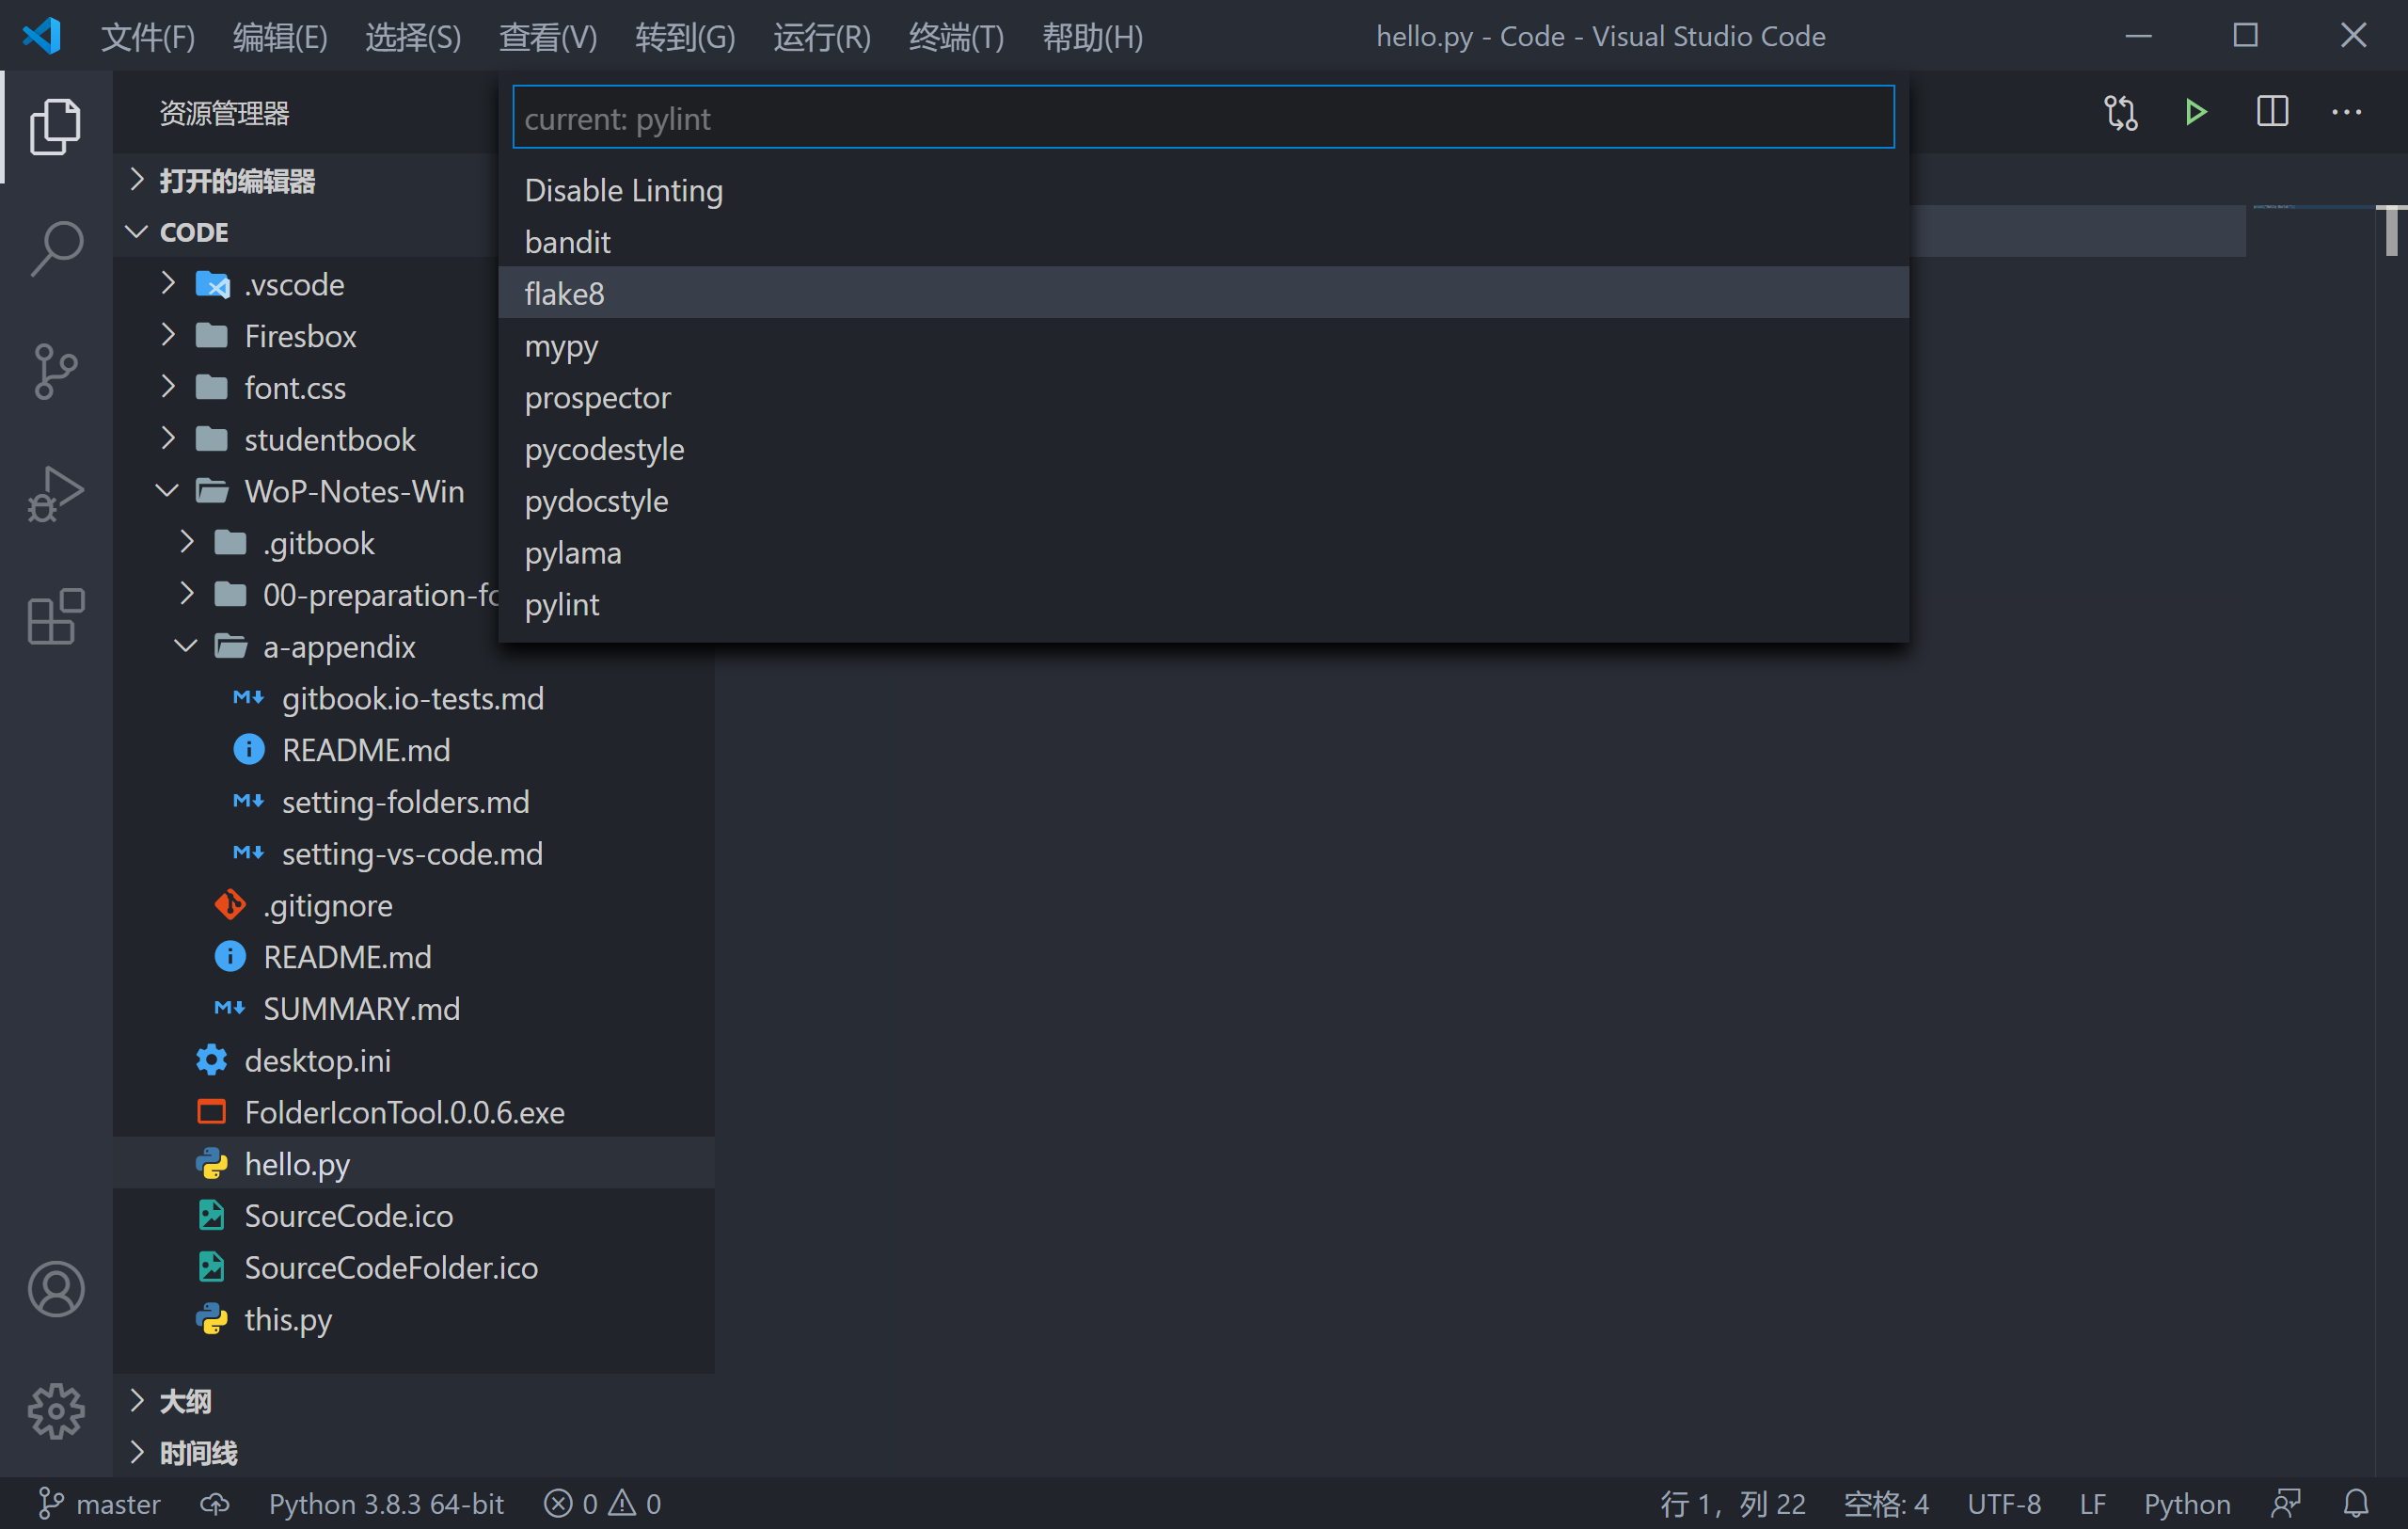 文件(F) 编辑(E) 选择(S) 查看(V) 转到(G) 运行(R) 终端(T) 帮助(H) hello.py - Code - Visual Studio Code
资源管理器
current: pylint
Disable Linting
bandit
flake8
mypy
prospector
pycodestyle
pydocstyle
pylama
pylint
打开的编辑器
CODE
.vscode
Firesbox
font.css
studentbook
WoP-Notes-Win
.gitbook
00-preparation-fo
a-appendix
gitbook.io-tests.md
README.md
setting-folders.md
setting-vs-code.md
.gitignore
README.md
SUMMARY.md
desktop.ini
FolderIconTool.0.0.6.exe
hello.py
SourceCode.ico
SourceCodeFolder.ico
this.py
大纲
时间线
master Python 3.8.3 64-bit 0 0 行 1，列 22 空格: 4 UTF-8 LF Python